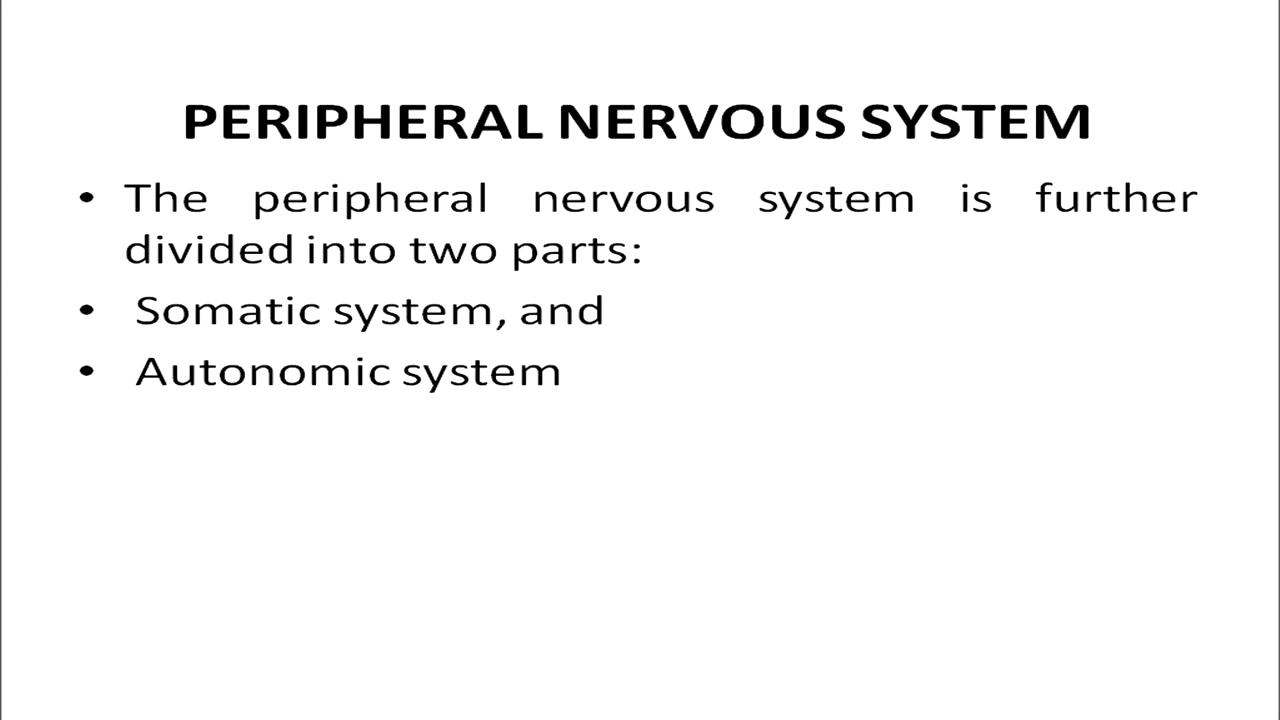 PERIPHERAL NERVOUS SYSTEM
• The peripheral nervous system is further
divided into two parts:
• Somatic system, and
• Autonomic system